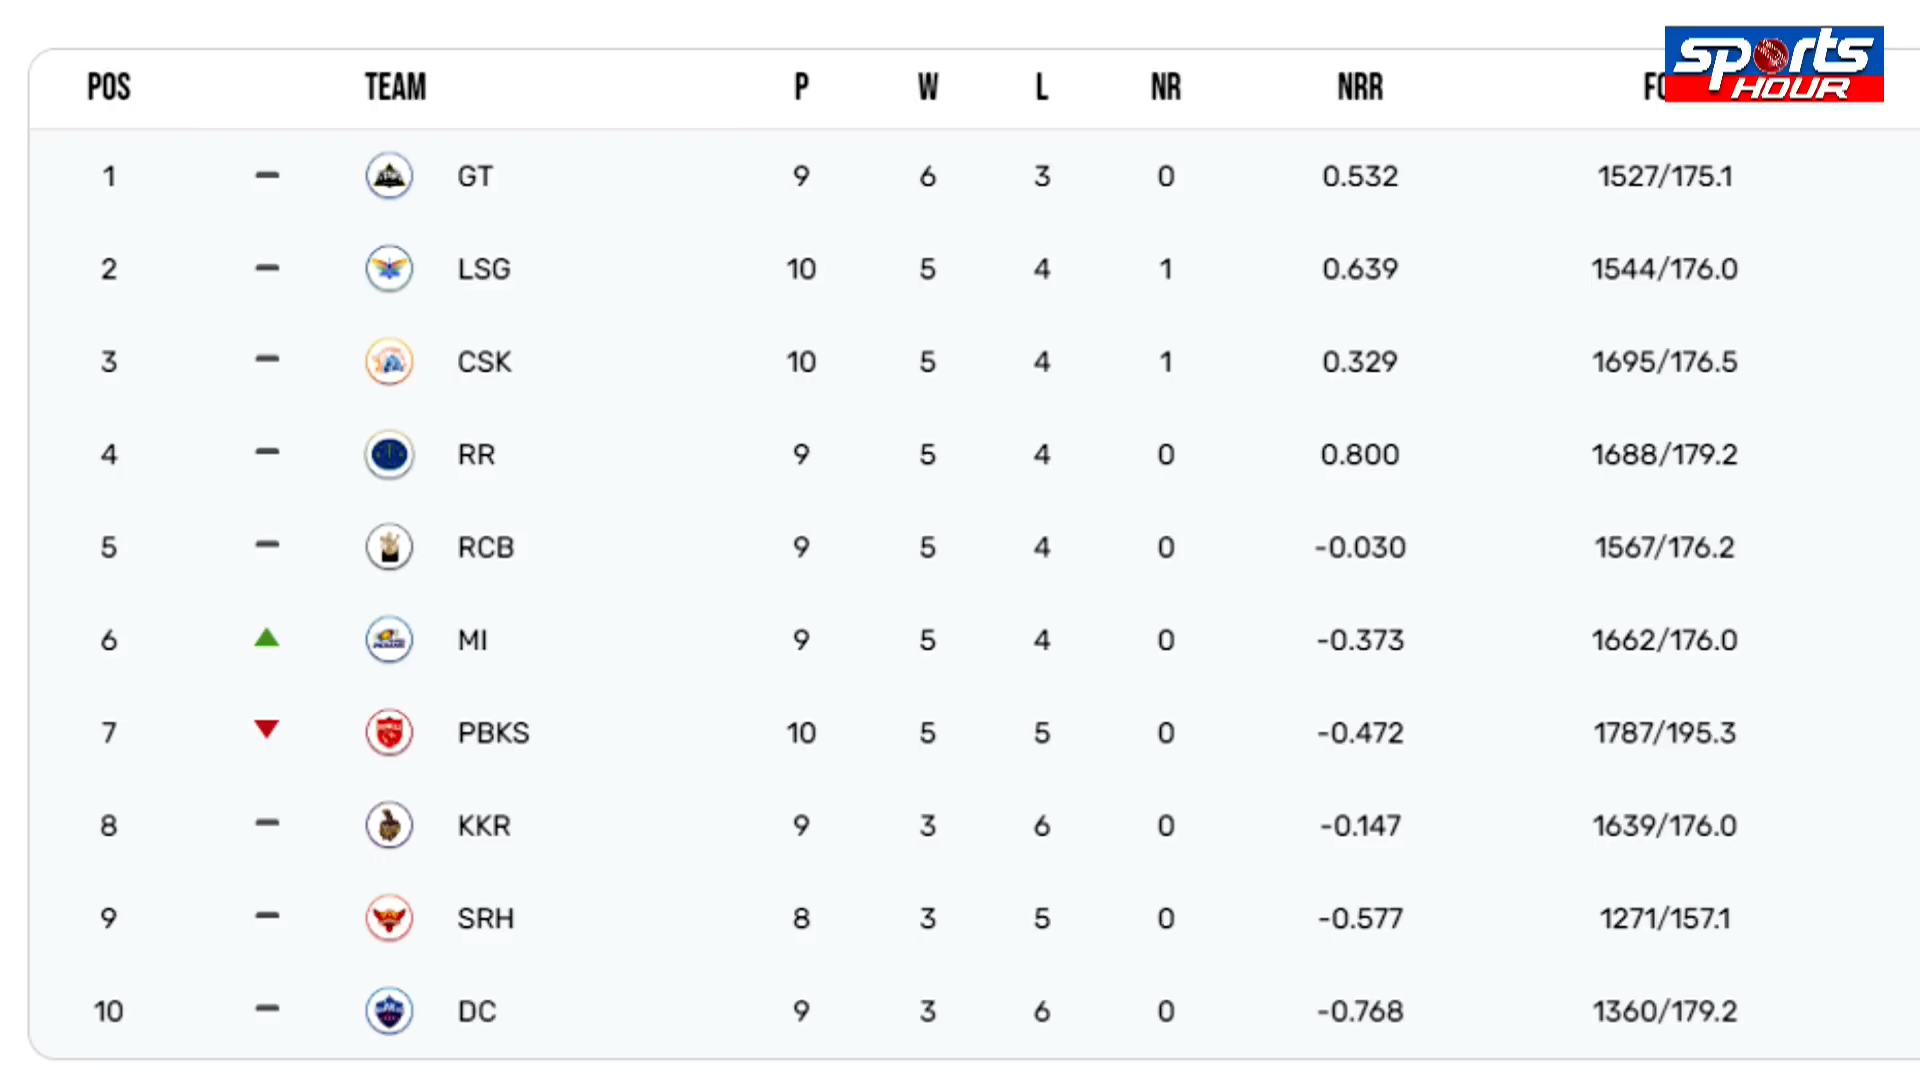 SPORTS
HOUR
POS TEAM P W L NR NRR
1 GT 9 6 3 0 0.532 1527/175.1
2 LSG 10 5 4 1 0.639 1544/176.0
3 CSK 10 5 4 1 0.329 1695/176.5
4 RR 9 5 4 0 0.800 1688/179.2
5 RCB 9 5 4 0 -0.030 1567/176.2
6 MI 9 5 4 0 -0.373 1662/176.0
7 PBKS 10 5 5 0 -0.472 1787/195.3
8 KKR 9 3 6 0 -0.147 1639/176.0
9 SRH 8 3 5 0 -0.577 1271/157.1
10 DC 9 3 6 0 -0.768 1360/179.2